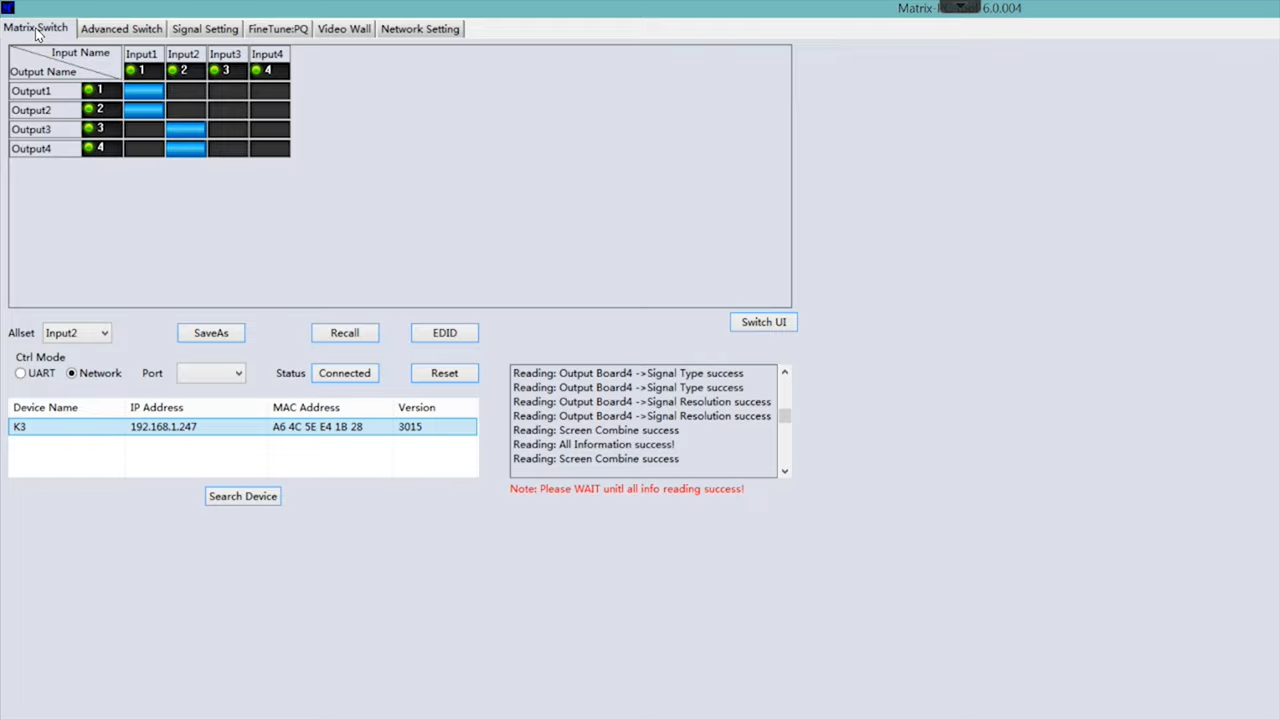 Matrix-PC Tool 6.0.004
Matrix Switch Advanced Switch Signal Setting FineTune:PQ Video Wall Network Setting
Input Name Input1 Input2 Input3 Input4
Output Name 1 2 3 4
Output1 1
Output2 2
Output3 3
Output4 4
Switch UI
Allset Input2 SaveAs Recall EDID
Ctrl Mode
UART Network Port Status Connected Reset
Reading: Output Board4 ->Signal Type success
Reading: Output Board4 ->Signal Type success
Reading: Output Board4 ->Signal Resolution success
Reading: Output Board4 ->Signal Resolution success
Reading: Screen Combine success
Reading: All Information success!
Reading: Screen Combine success
Device Name IP Address MAC Address Version
K3 192.168.1.247 A6 4C 5E E4 1B 28 3015
Note: Please WAIT unitl all info reading success!
Search Device